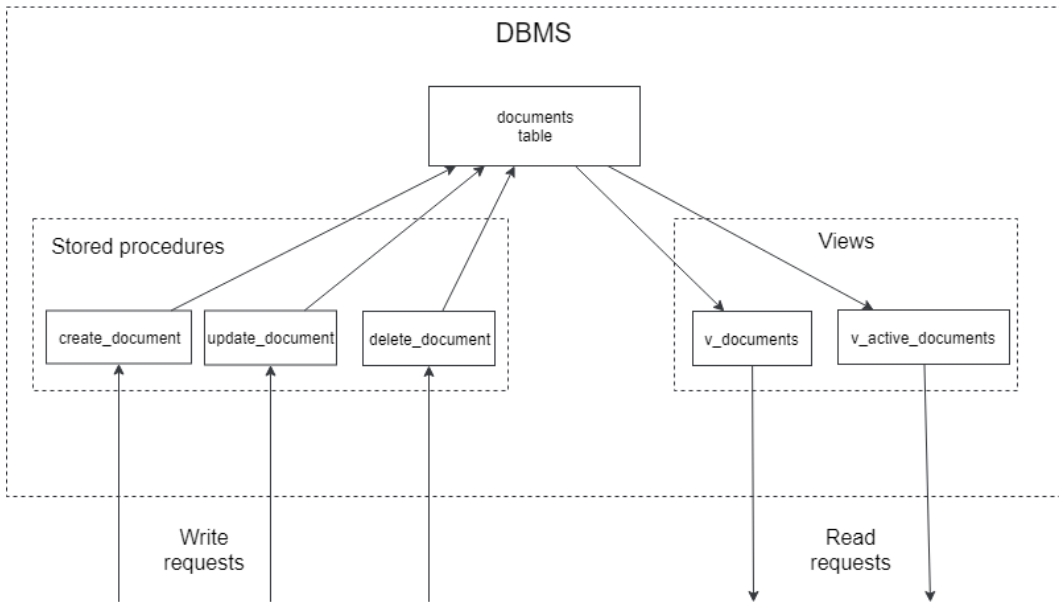 DBMS
documents
table
Stored procedures
Views
create_document
update_document
delete_document
v_documents
v_active_documents
Write
requests
Read
requests